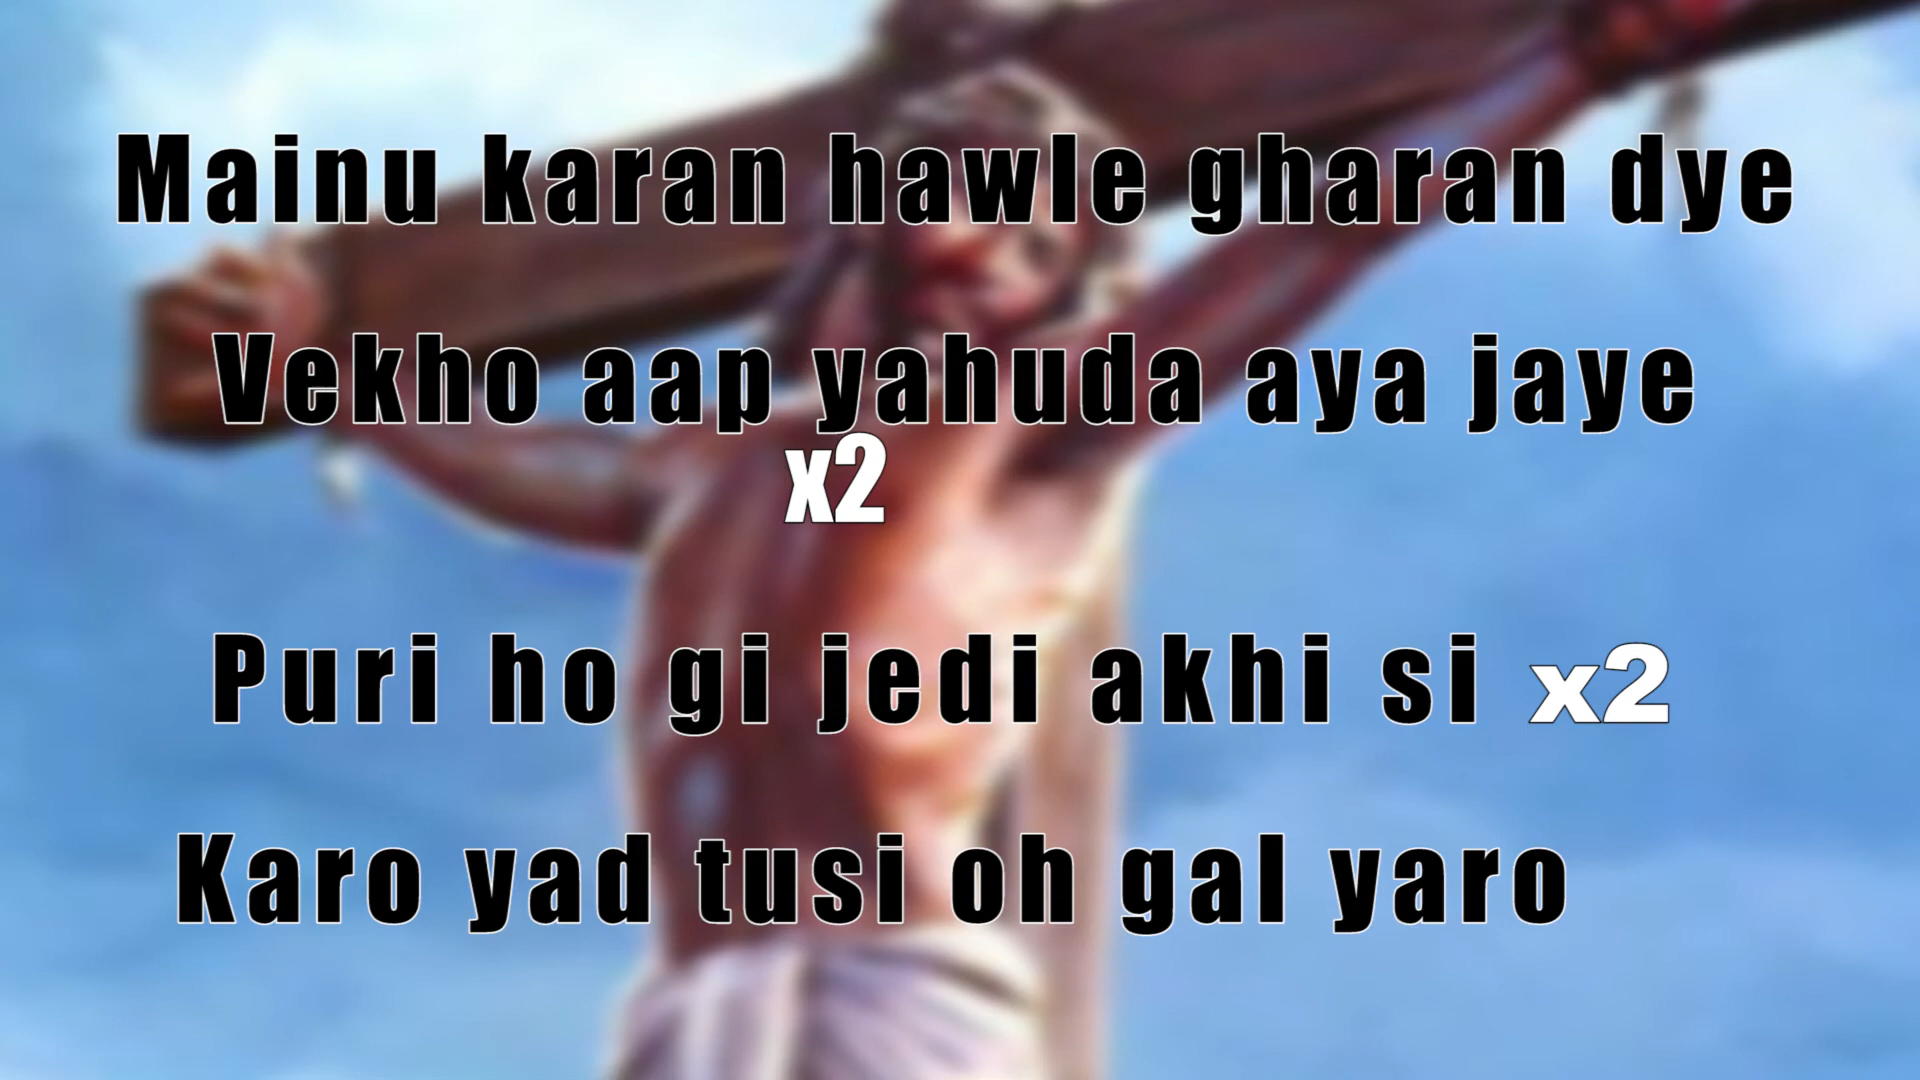 Mainu karan hawle gharan dye
Vekho aap yahuda aya jaye
x2
Puri ho gi jedi akhi si x2
Karo yad tusi oh gal yaro